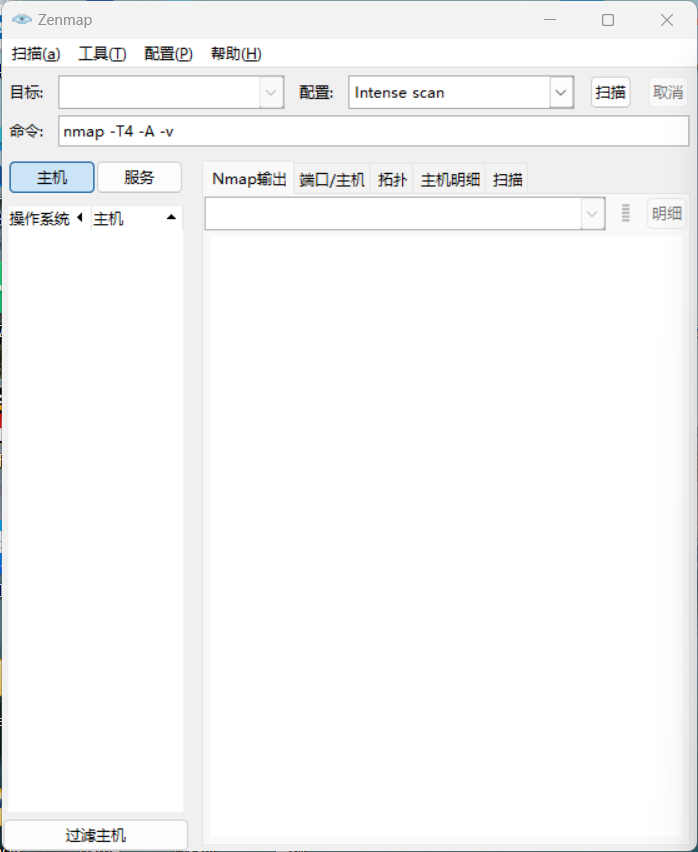 Zenmap
扫描(a) 工具(T) 配置(P) 帮助(H)
目标: 配置: Intense scan 扫描 取消
命令: nmap -T4 -A -v
主机 服务 Nmap输出 端口/主机 拓扑 主机明细 扫描
操作系统 主机 明细
过滤主机